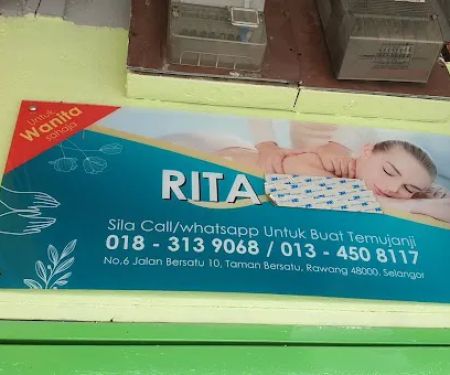 Untuk
Wanita
sahaja
RITA
Sila Call/whatsapp Untuk Buat Temujanji
018 - 313 9068 / 013 - 450 8117
No.6 Jalan Bersatu 10, Taman Bersatu, Rawang 48000, Selangor